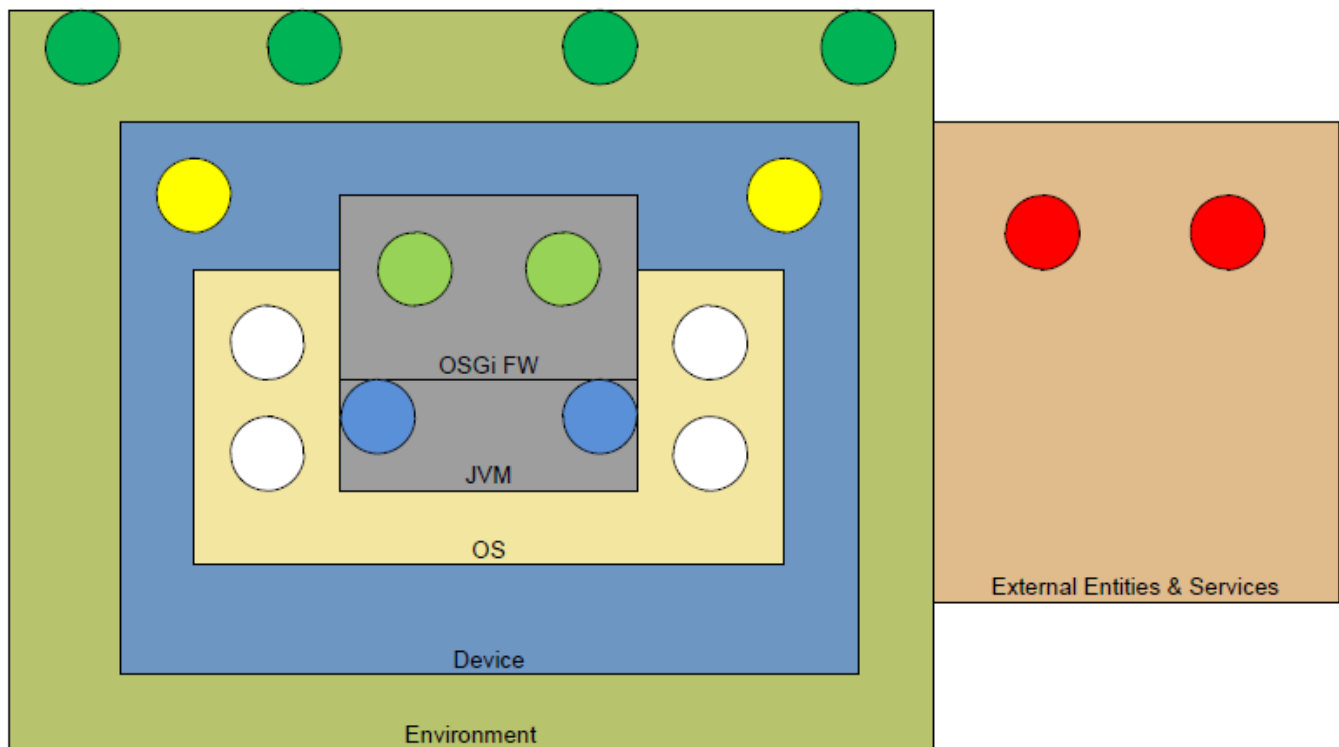 OSGi FW
JVM
OS
External Entities & Services
Device
Environment